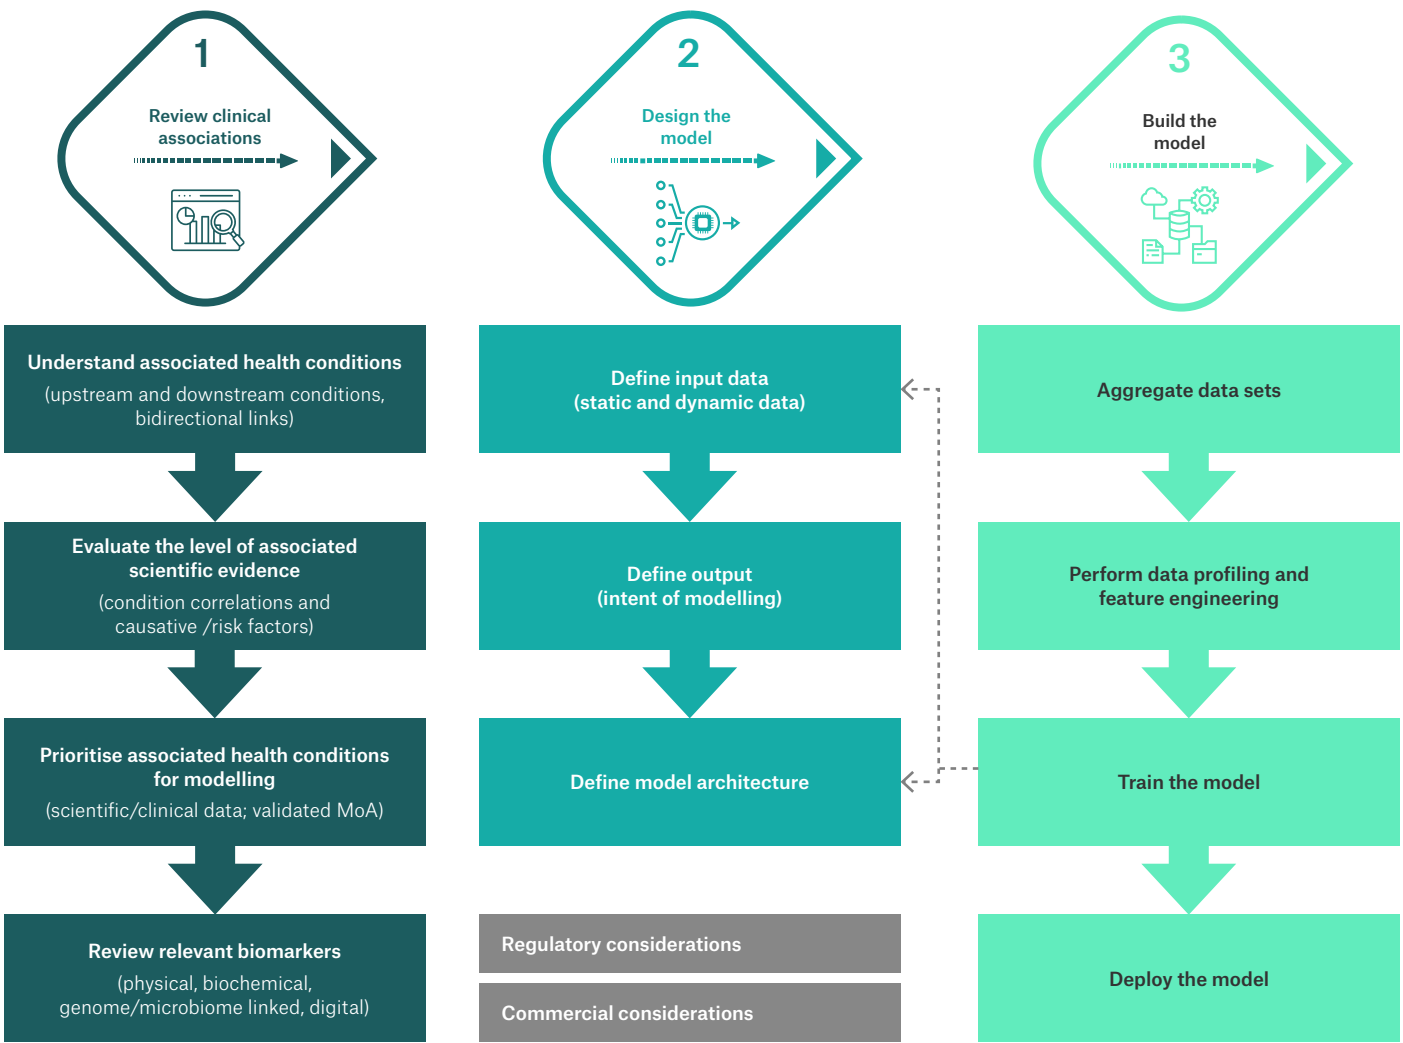 1
Review clinical
associations
Understand associated health conditions
(upstream and downstream conditions,
bidirectional links)
Evaluate the level of associated
scientific evidence
(condition correlations and
causative /risk factors)
Prioritise associated health conditions
for modelling
(scientific/clinical data; validated MoA)
Review relevant biomarkers
(physical, biochemical,
genome/microbiome linked, digital)
2
Design the
model
Define input data
(static and dynamic data)
Define output
(intent of modelling)
Define model architecture
Regulatory considerations
Commercial considerations
3
Build the
model
Aggregate data sets
Perform data profiling and
feature engineering
Train the model
Deploy the model